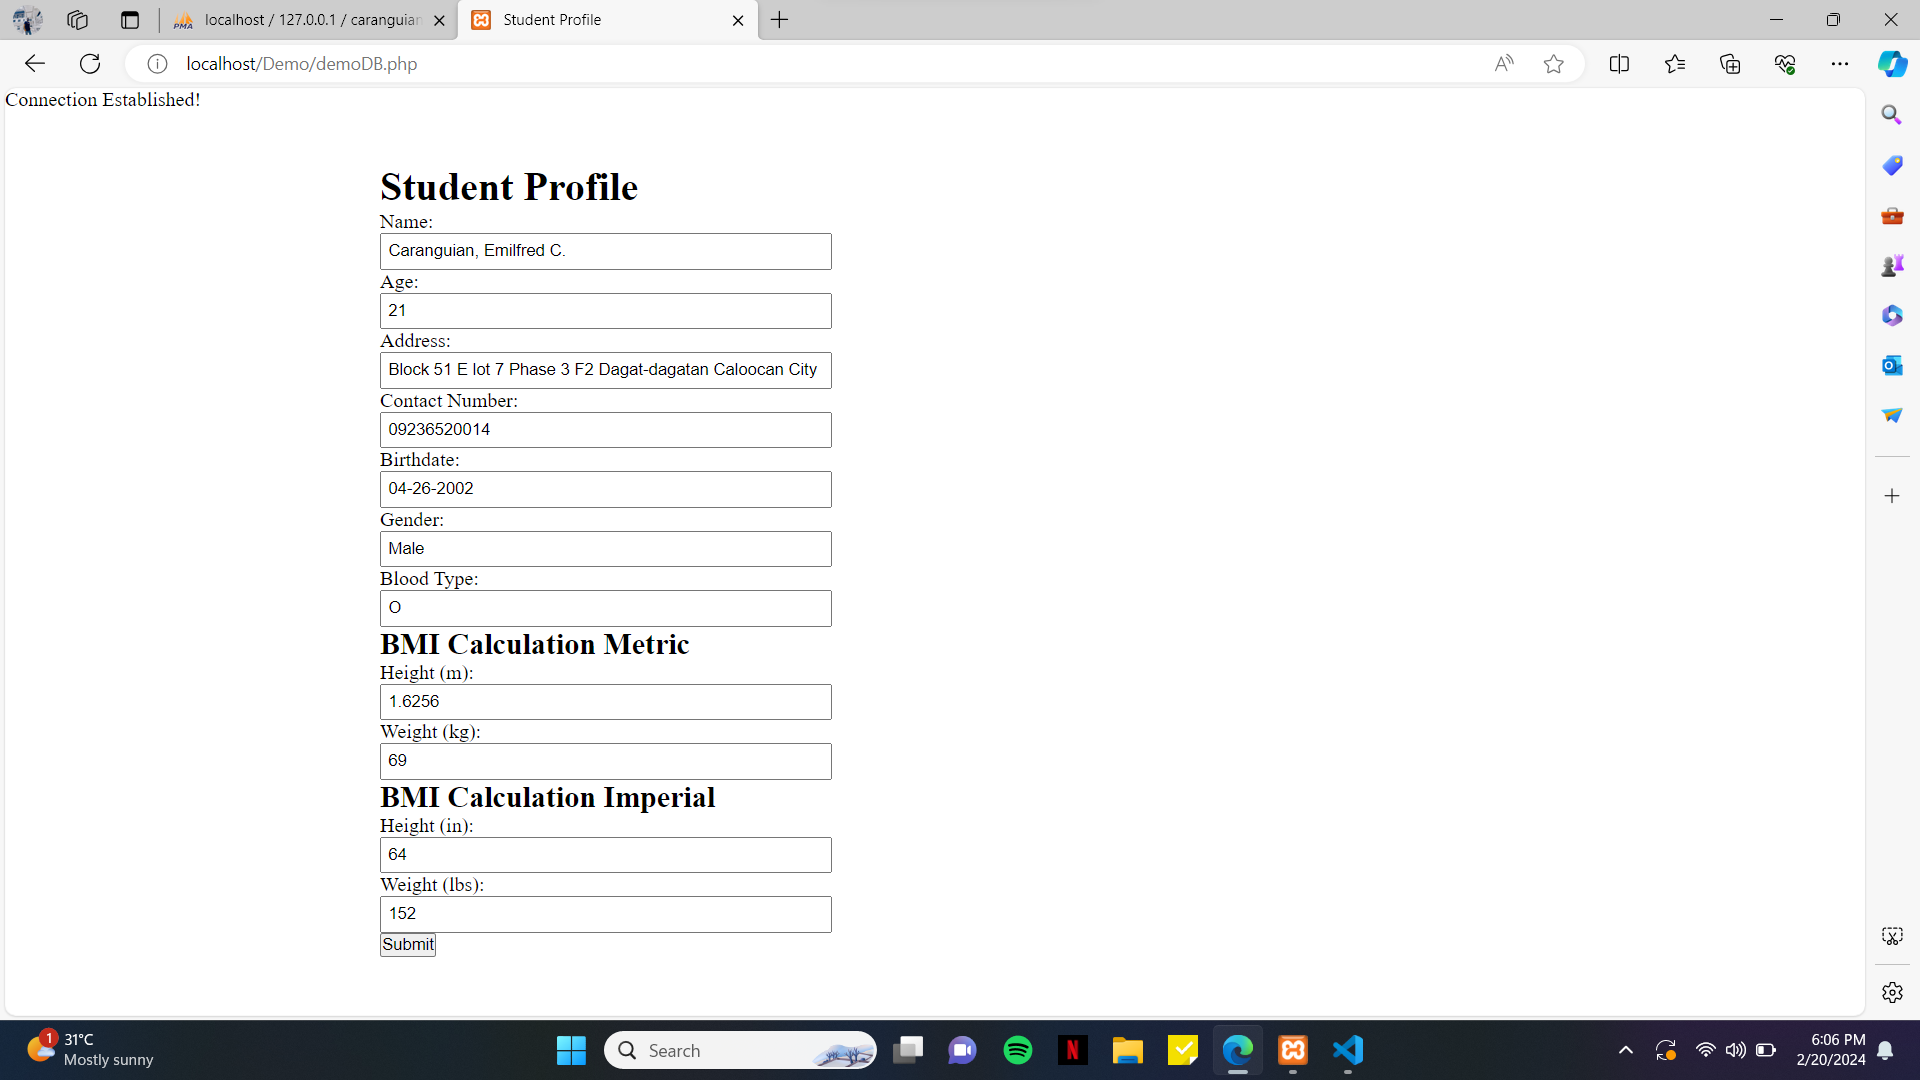 localhost / 127.0.0.1 / caranguian
Student Profile
localhost/Demo/demoDB.php
Connection Established!
Student Profile
Name:
Caranguian, Emilfred C.
Age:
21
Address:
Block 51 E lot 7 Phase 3 F2 Dagat-dagatan Caloocan City
Contact Number:
09236520014
Birthdate:
04-26-2002
Gender:
Male
Blood Type:
O
BMI Calculation Metric
Height (m):
1.6256
Weight (kg):
69
BMI Calculation Imperial
Height (in):
64
Weight (lbs):
152
Submit
1
31°C
Mostly sunny
Search
6:06 PM
2/20/2024